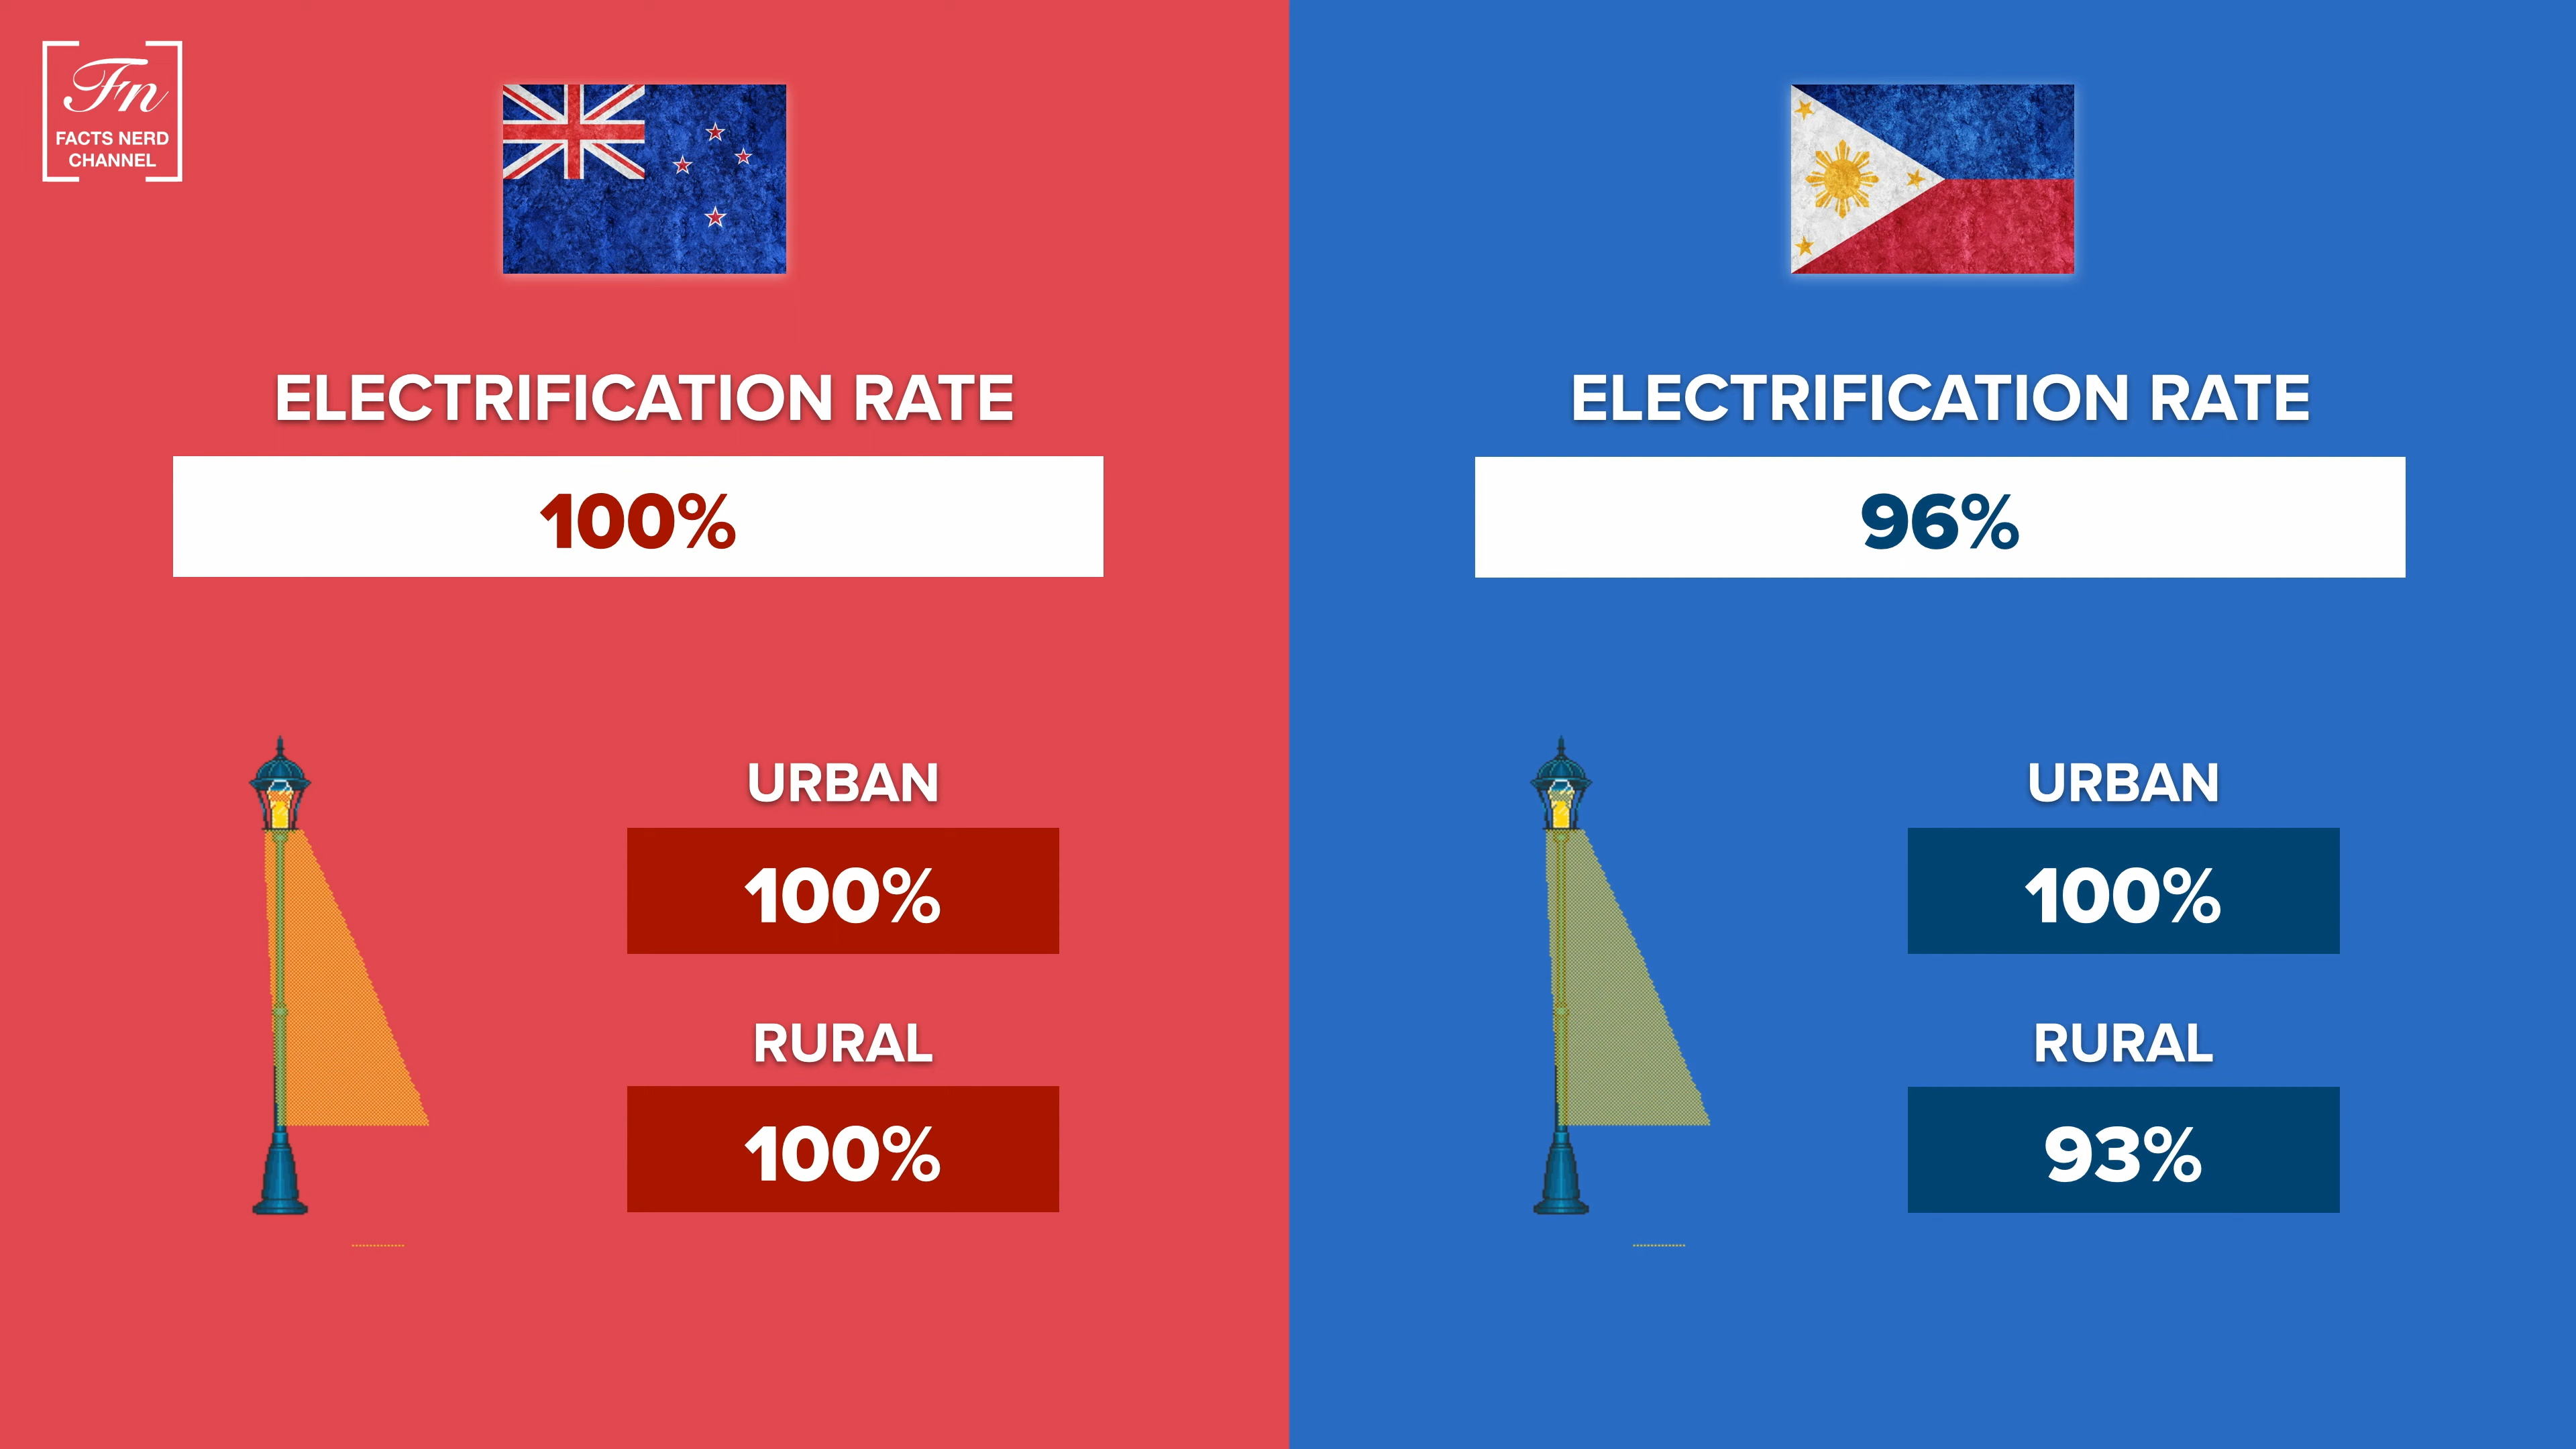 Fn
FACTS NERD
CHANNEL
ELECTRIFICATION RATE
100%
URBAN
100%
RURAL
100%
ELECTRIFICATION RATE
96%
URBAN
100%
RURAL
93%